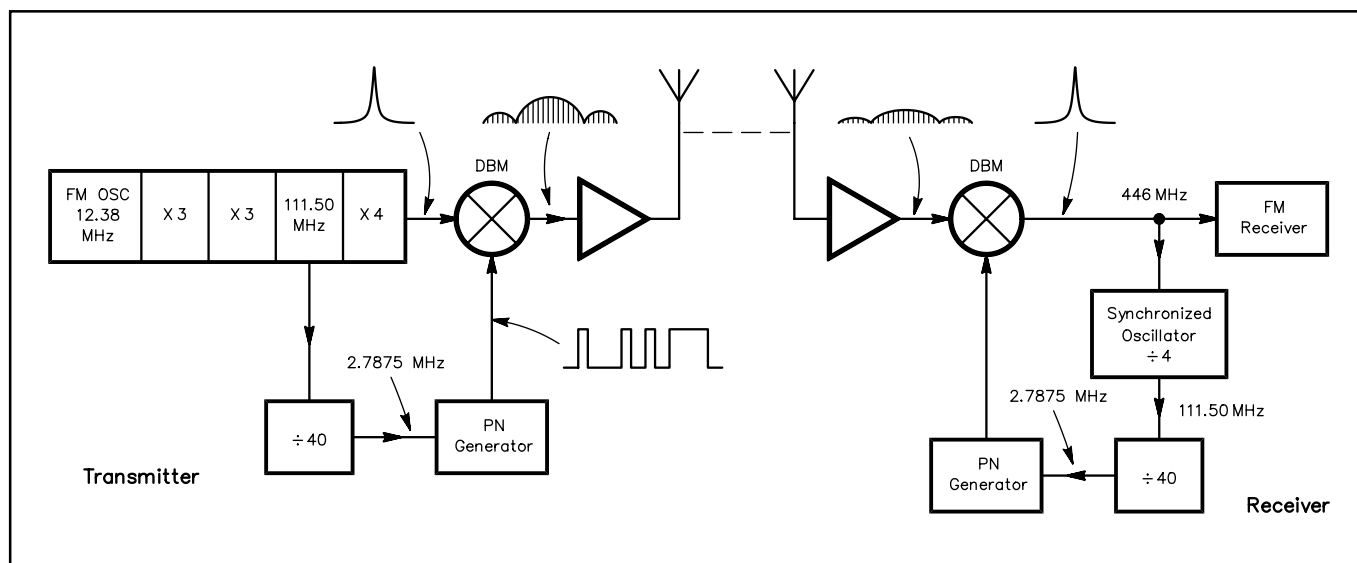 DBM
FM OSC
12.38
MHz
X 3
X 3
111.50
MHz
X 4
2.7875 MHz
÷40
PN
Generator
Transmitter
DBM
446 MHz
FM
Receiver
Synchronized
Oscillator
÷4
111.50 MHz
2.7875 MHz
÷40
PN
Generator
Receiver